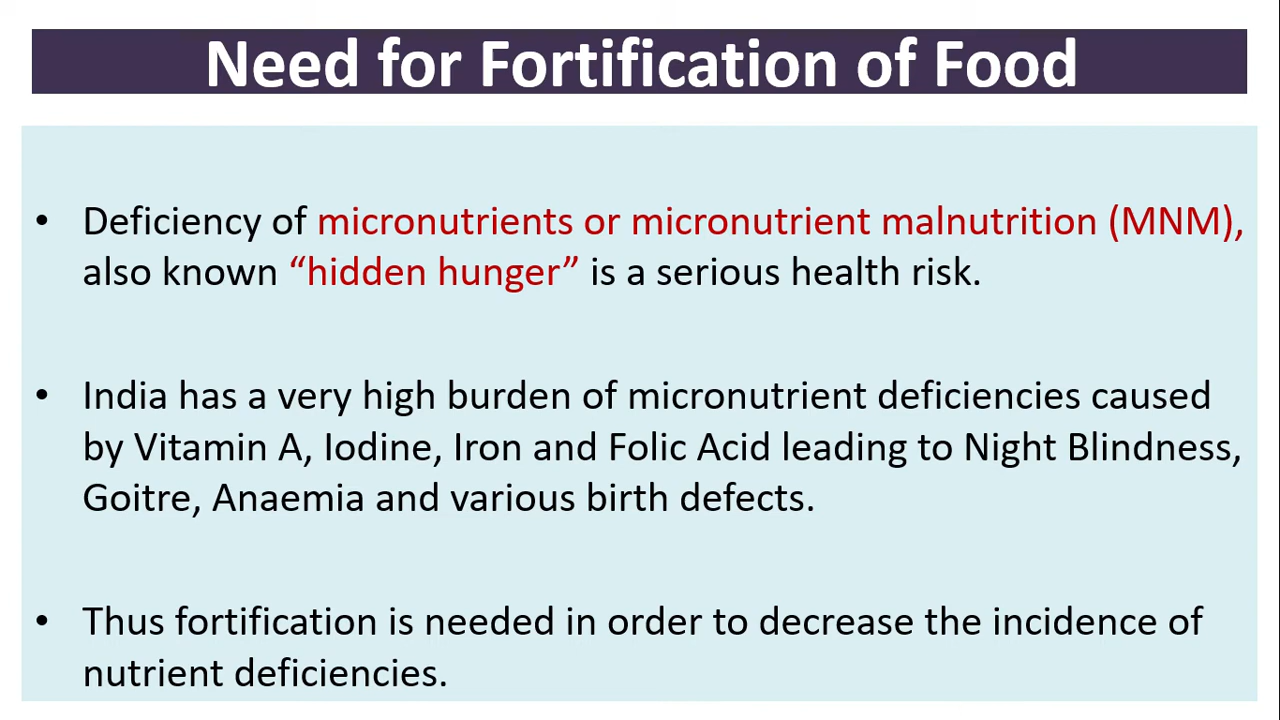 Need for Fortification of Food
• Deficiency of micronutrients or micronutrient malnutrition (MNM),
also known “hidden hunger” is a serious health risk.
• India has a very high burden of micronutrient deficiencies caused
by Vitamin A, Iodine, Iron and Folic Acid leading to Night Blindness,
Goitre, Anaemia and various birth defects.
• Thus fortification is needed in order to decrease the incidence of
nutrient deficiencies.